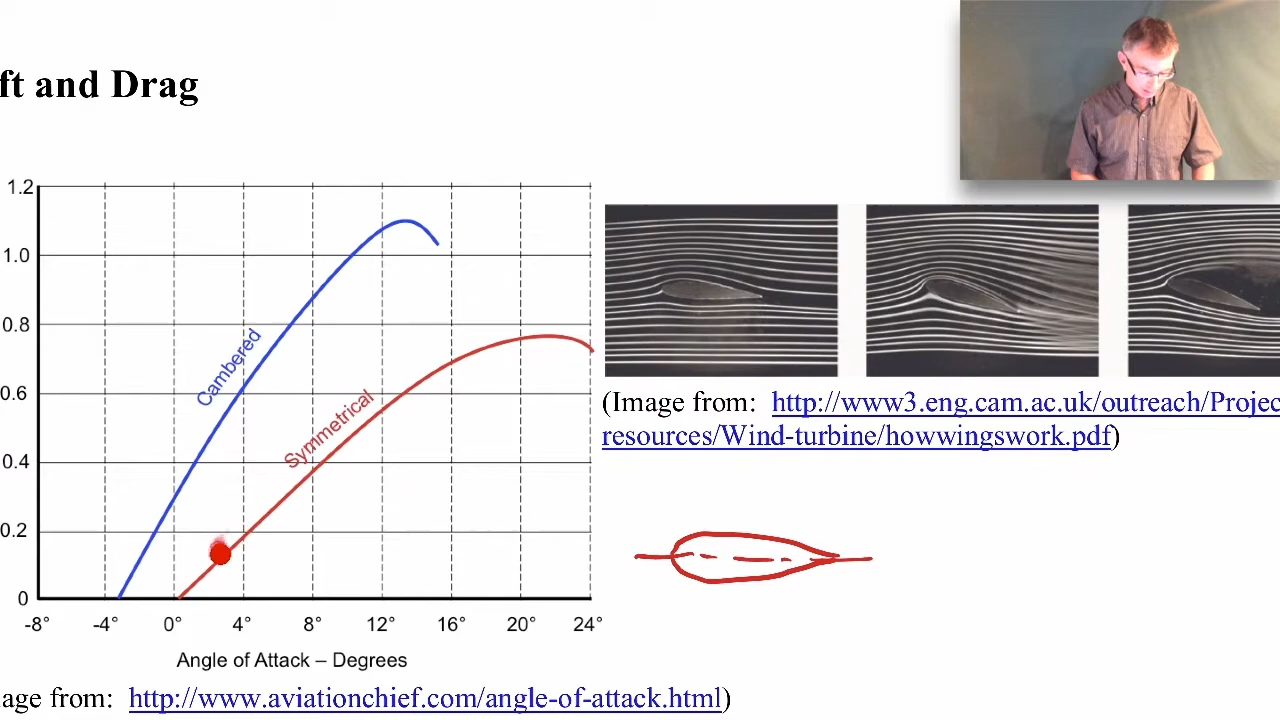 ft and Drag
1.2
1.0
0.8
0.6
0.4
0.2
0
Cambered
Symmetrical
-8° -4° 0° 4° 8° 12° 16° 20° 24°
Angle of Attack – Degrees
age from: http://www.aviationchief.com/angle-of-attack.html)
(Image from: http://www3.eng.cam.ac.uk/outreach/Projec
resources/Wind-turbine/howwingswork.pdf)